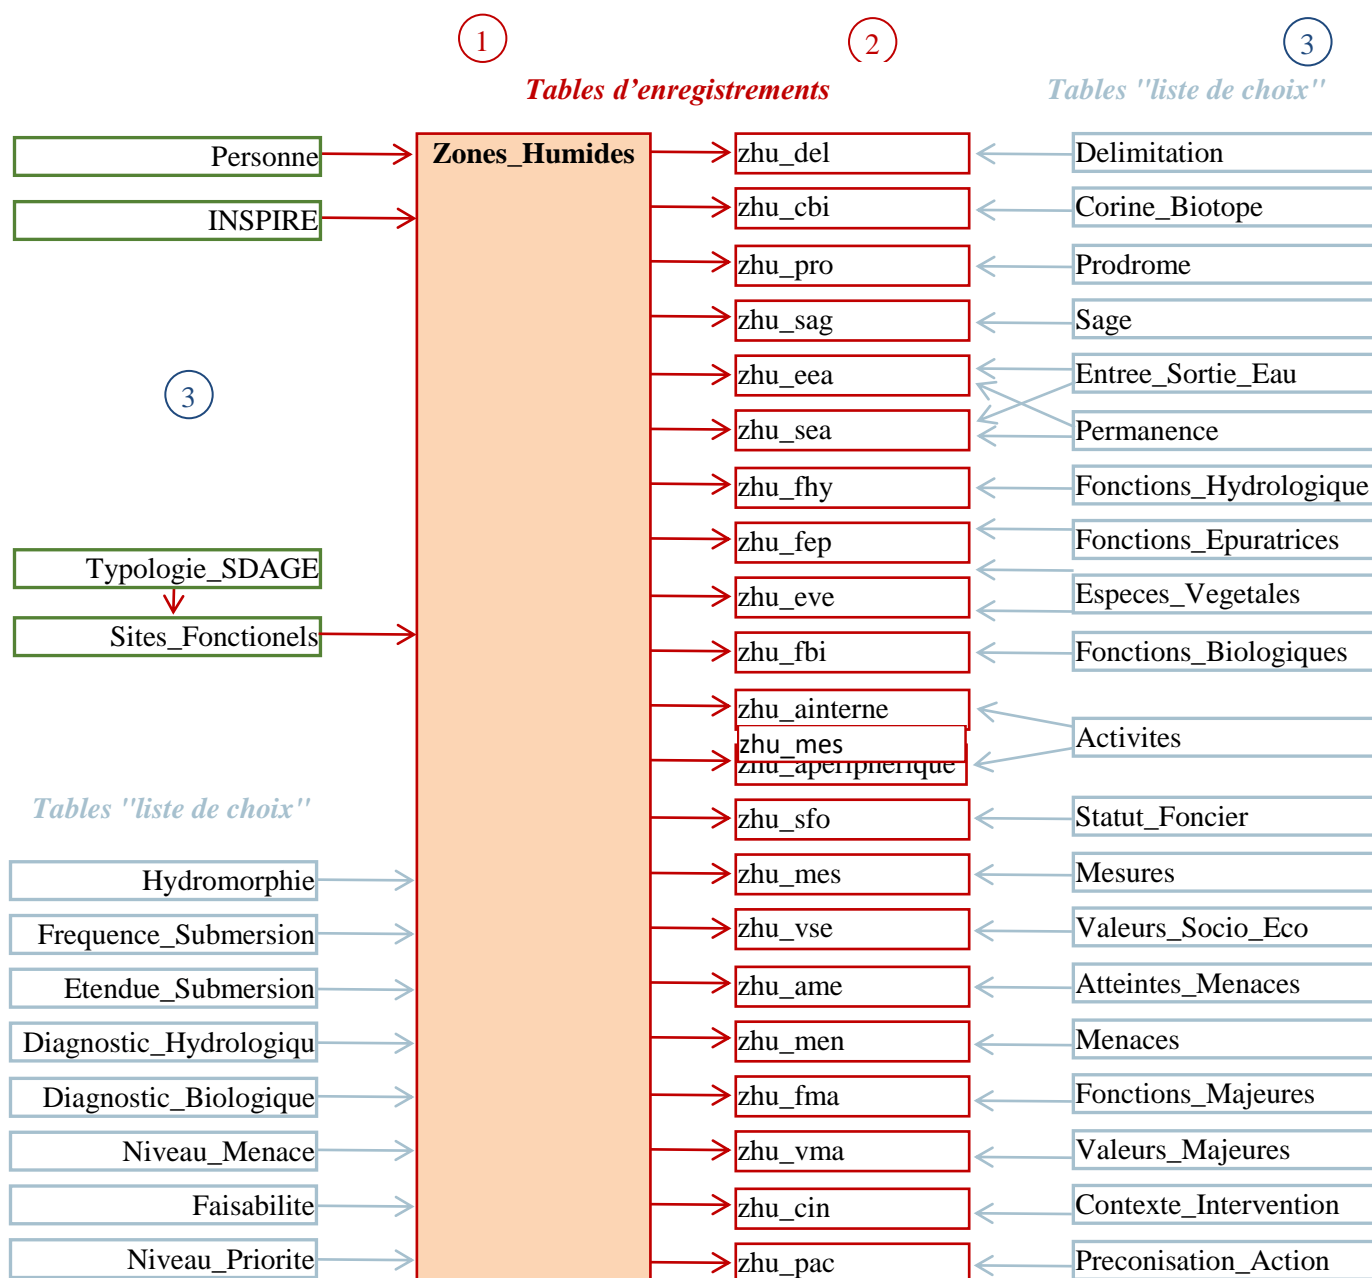 1
2
3
Tables d’enregistrements
Tables "liste de choix"
Personne
Zones_Humides
zhu_del
Delimitation
INSPIRE
zhu_cbi
Corine_Biotope
zhu_pro
Prodrome
zhu_sag
Sage
3
zhu_eea
Entree_Sortie_Eau
zhu_sea
Permanence
zhu_fhy
Fonctions_Hydrologique
zhu_fep
Fonctions_Epuratrices
Typologie_SDAGE
zhu_eve
Especes_Vegetales
Sites_Fonctionels
zhu_fbi
Fonctions_Biologiques
zhu_ainterne
Activites
zhu_mes
zhu_aperipherique
Tables "liste de choix"
zhu_sfo
Statut_Foncier
Hydromorphie
zhu_mes
Mesures
Frequence_Submersion
zhu_vse
Valeurs_Socio_Eco
Etendue_Submersion
zhu_ame
Atteintes_Menaces
Diagnostic_Hydrologiqu
zhu_men
Menaces
Diagnostic_Biologique
zhu_fma
Fonctions_Majeures
Niveau_Menace
zhu_vma
Valeurs_Majeures
Faisabilite
zhu_cin
Contexte_Intervention
Niveau_Priorite
zhu_pac
Preconisation_Action